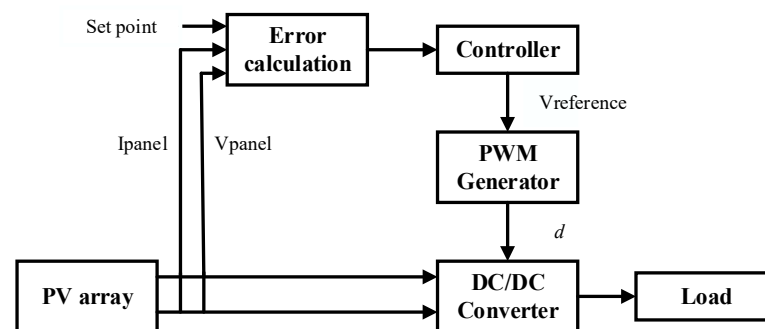 Set point
Error
calculation
Controller
Vreference
Ipanel
Vpanel
PWM
Generator
d
PV array
DC/DC
Converter
Load